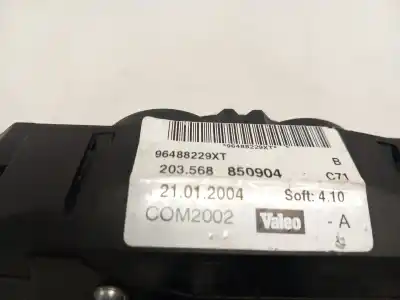 *96488229XT*
96488229XT B
203.568 850904 C71
21.01.2004 Soft: 4.10
COM2002 Valeo - A